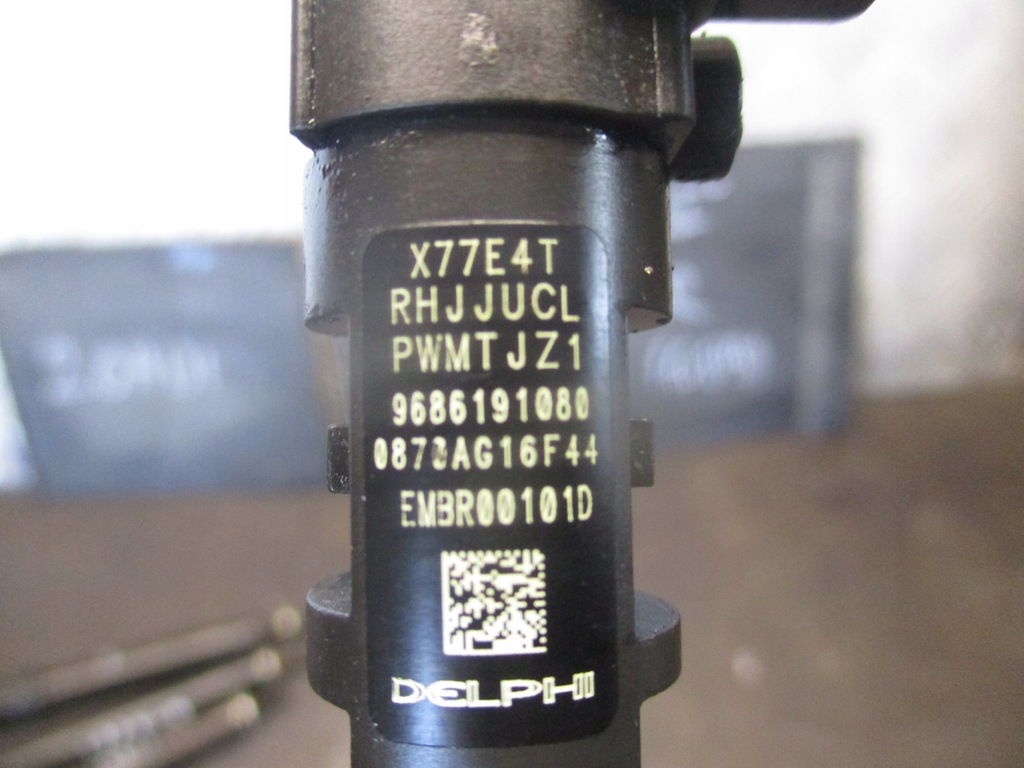 X77E4T
RHJJUCL
PWMTJZ1
9686191080
EMBR00101D
DELPHI